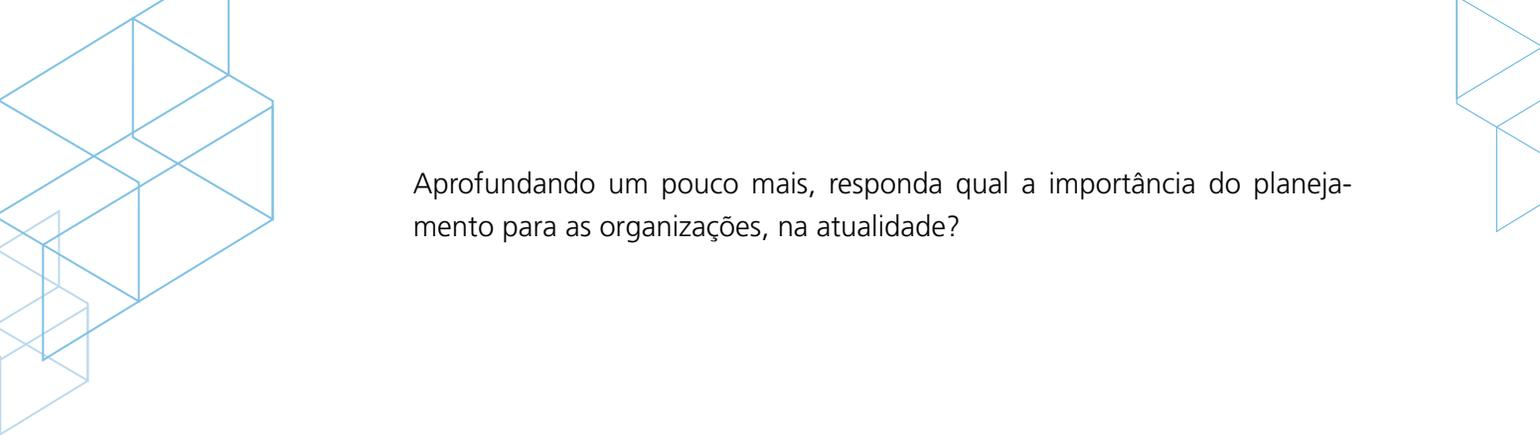 Aprofundando um pouco mais, responda qual a importância do planeja-
mento para as organizações, na atualidade?